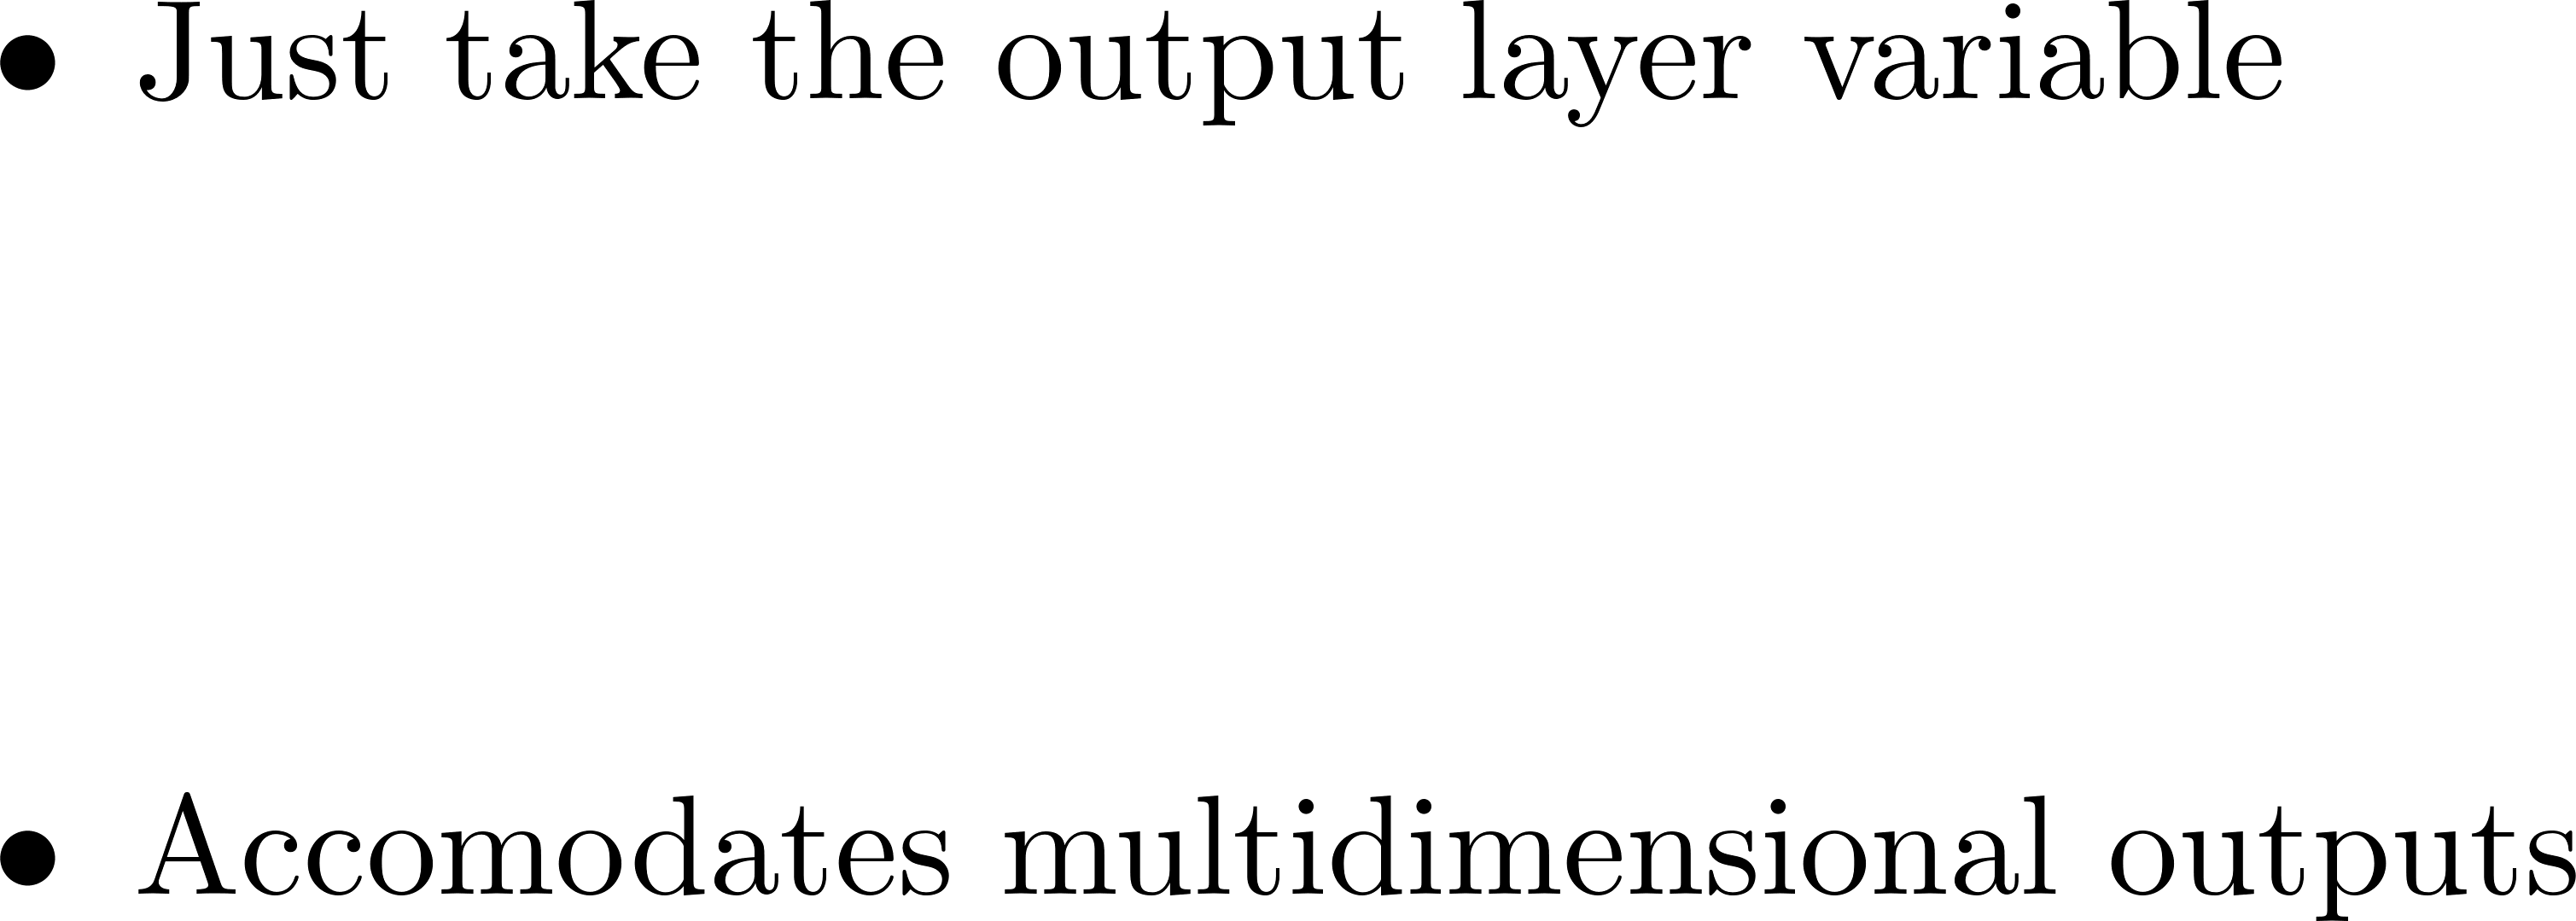 • Just take the output layer variable
• Accomodates multidimensional outputs